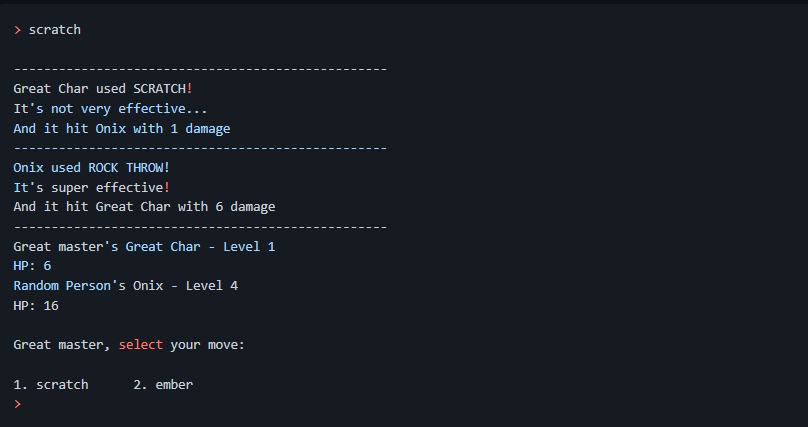 > scratch
--------------------------------------------------
Great Char used SCRATCH!
It's not very effective...
And it hit Onix with 1 damage
--------------------------------------------------
Onix used ROCK THROW!
It's super effective!
And it hit Great Char with 6 damage
--------------------------------------------------
Great master's Great Char - Level 1
HP: 6
Random Person's Onix - Level 4
HP: 16
Great master, select your move:
1. scratch      2. ember
>